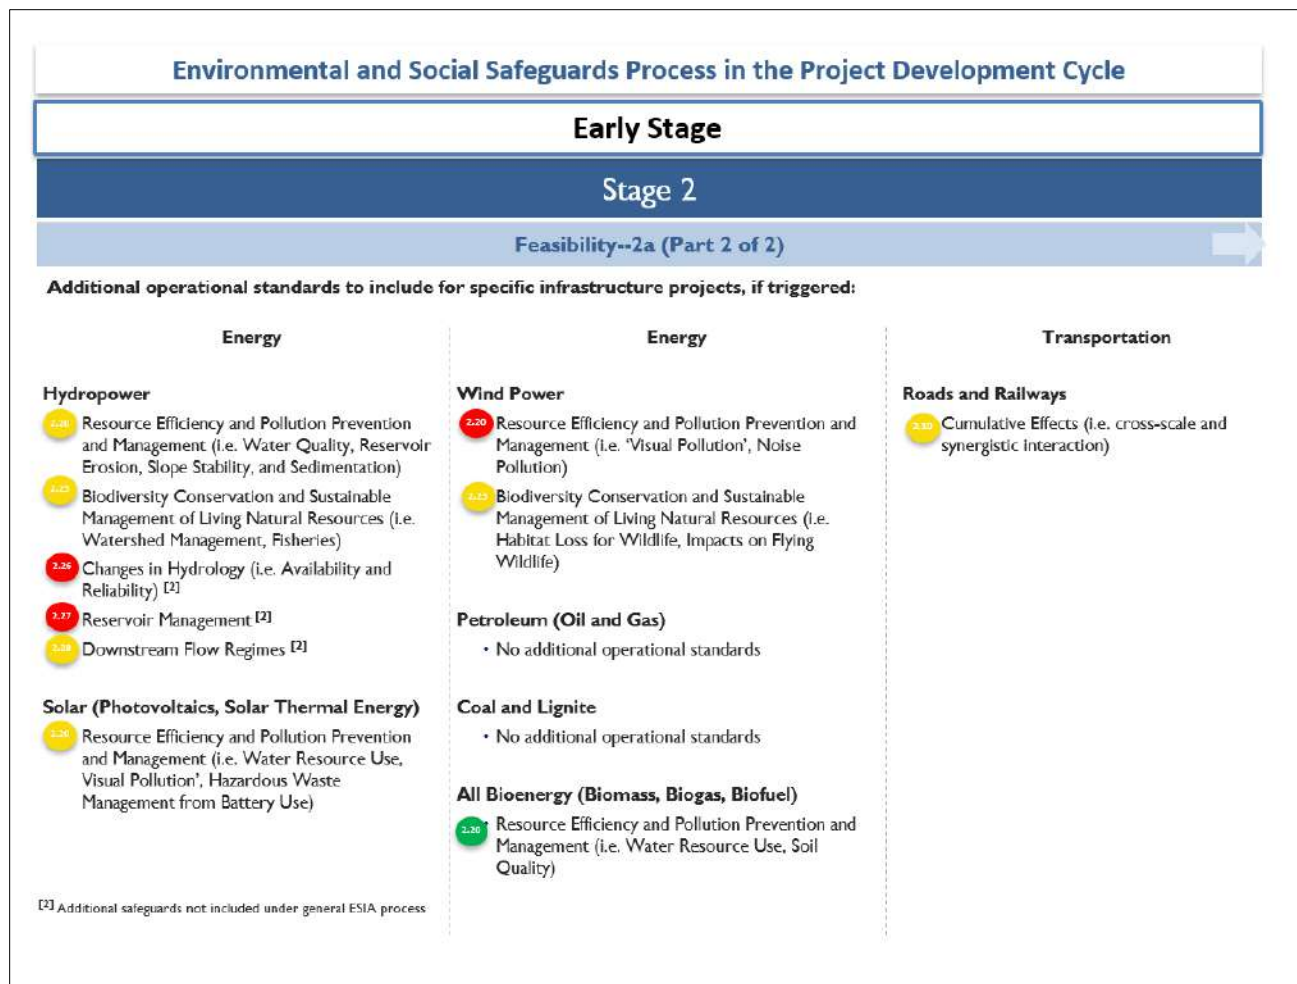 Environmental and Social Safeguards Process in the Project Development Cycle
Early Stage
Stage 2
Feasibility--2a (Part 2 of 2)
Additional operational standards to include for specific infrastructure projects, if triggered:
Energy
Hydropower
Resource Efficiency and Pollution Prevention
and Management (i.e. Water Quality, Reservoir
Erosion, Slope Stability, and Sedimentation)
Biodiversity Conservation and Sustainable
Management of Living Natural Resources (i.e.
Watershed Management, Fisheries)
2.26 Changes in Hydrology (i.e. Availability and
Reliability) [2]
2.27 Reservoir Management [2]
Downstream Flow Regimes [2]
Solar (Photovoltaics, Solar Thermal Energy)
Resource Efficiency and Pollution Prevention
and Management (i.e. Water Resource Use,
Visual Pollution', Hazardous Waste
Management from Battery Use)
[2] Additional safeguards not included under general ESIA process
Energy
Wind Power
2.20 Resource Efficiency and Pollution Prevention and
Management (i.e. 'Visual Pollution', Noise
Pollution)
Biodiversity Conservation and Sustainable
Management of Living Natural Resources (i.e.
Habitat Loss for Wildlife, Impacts on Flying
Wildlife)
Petroleum (Oil and Gas)
• No additional operational standards
Coal and Lignite
• No additional operational standards
All Bioenergy (Biomass, Biogas, Biofuel)
2.20 Resource Efficiency and Pollution Prevention and
Management (i.e. Water Resource Use, Soil
Quality)
Transportation
Roads and Railways
Cumulative Effects (i.e. cross-scale and
synergistic interaction)